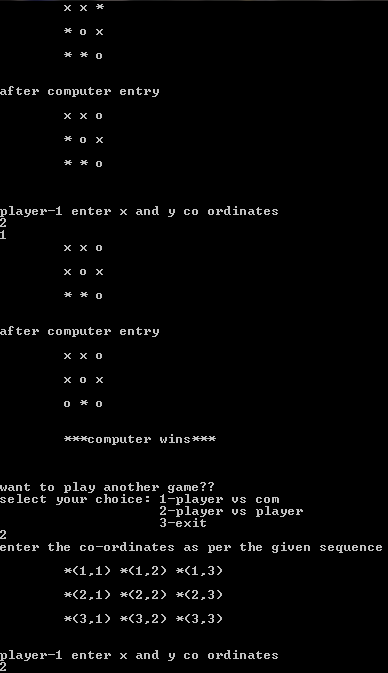 x x *
* o x
* * o
after computer entry
x x o
* o x
* * o
player-1 enter x and y co ordinates
2
1
x x o
x o x
* * o
after computer entry
x x o
x o x
o * o
***computer wins***
want to play another game??
select your choice: 1-player vs com
2-player vs player
3-exit
2
enter the co-ordinates as per the given sequence
*(1,1) *(1,2) *(1,3)
*(2,1) *(2,2) *(2,3)
*(3,1) *(3,2) *(3,3)
player-1 enter x and y co ordinates
2